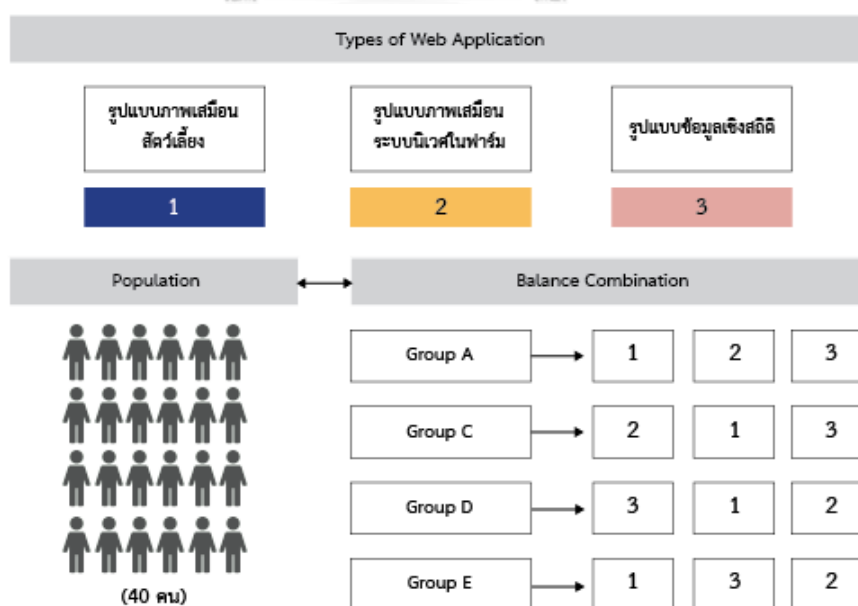 Types of Web Application
รูปแบบภาพเสมือน
สัตว์เลี้ยง
รูปแบบภาพเสมือน
ระบบนิเวศในฟาร์ม
รูปแบบข้อมูลเชิงสถิติ
1
2
3
Population
Balance Combination
Group A
1
2
3
Group C
2
1
3
Group D
3
1
2
Group E
1
3
2
(40 คน)